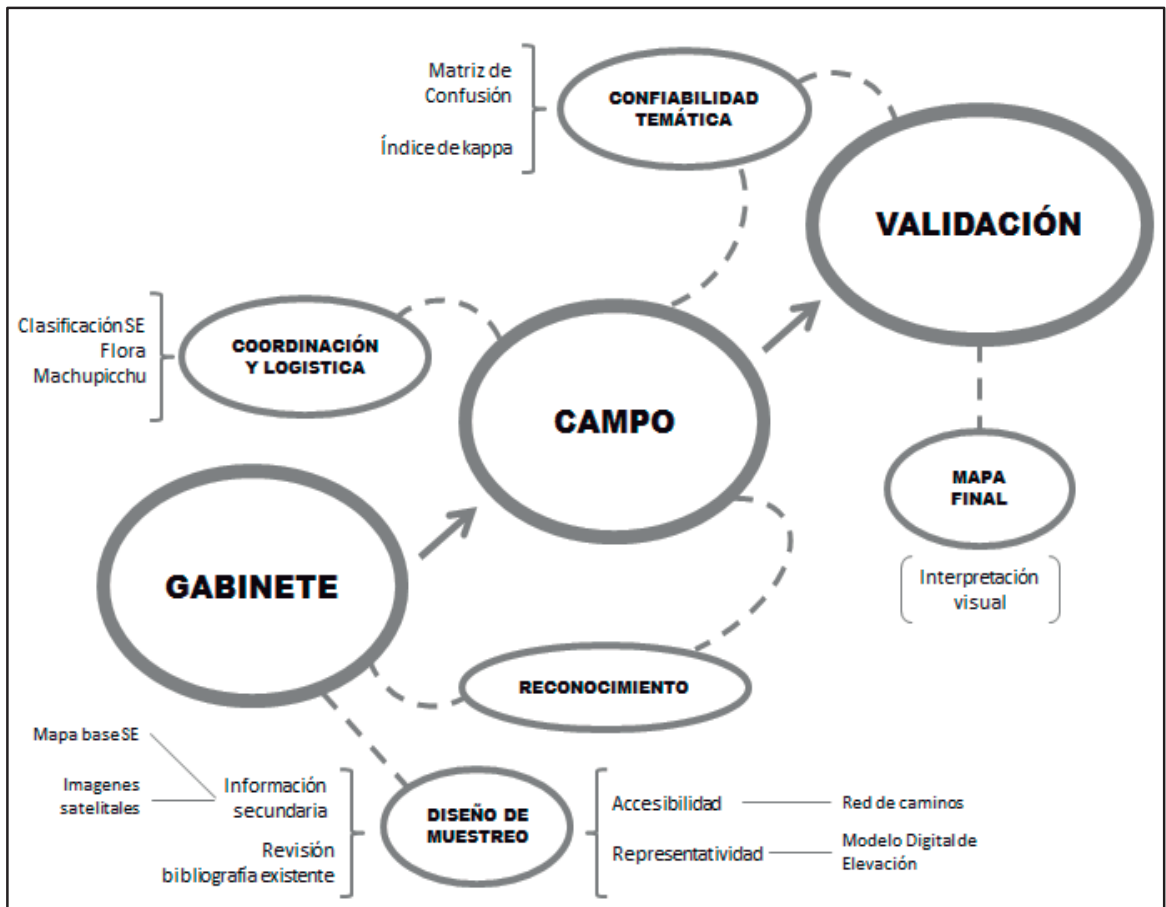 Matriz de
Confusión
Índice de kappa
CONFIABILIDAD
TEMÁTICA
VALIDACIÓN
Clasificación SE
Flora
Machupicchu
COORDINACIÓN
Y LOGISTICA
CAMPO
MAPA
FINAL
Interpretación
visual
GABINETE
RECONOCIMIENTO
Mapa base SE
Imagenes
satelitales
Información
secundaria
Revisión
bibliografía existente
DISEÑO DE
MUESTREO
Accesibilidad
Red de caminos
Representatividad
Modelo Digital de
Elevación